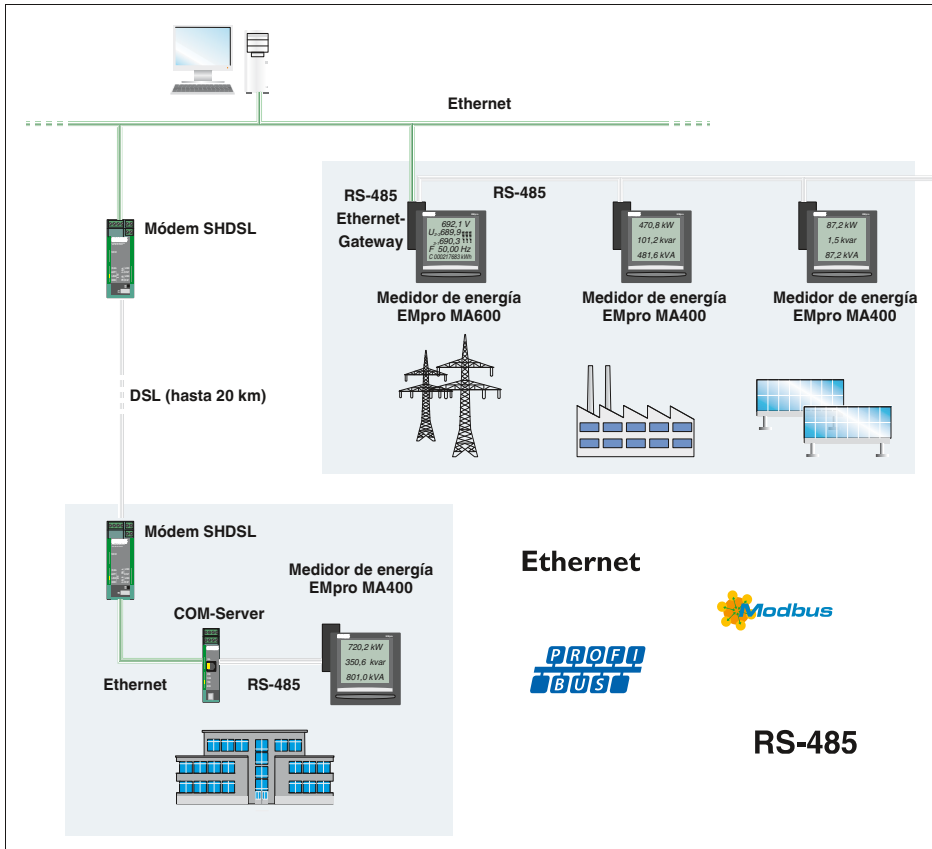 Ethernet
RS-485
Ethernet-
Gateway
RS-485
Módem SHDSL
692,1 V
689,9
690,3
F 50,00 Hz
C 000217683 kWh
470,8 kW
101,2 kvar
481,6 kVA
87,2 kW
1,5 kvar
87,2 kVA
Medidor de energía
EMpro MA600
Medidor de energía
EMpro MA400
Medidor de energía
EMpro MA400
DSL (hasta 20 km)
Módem SHDSL
Medidor de energía
EMpro MA400
COM-Server
720,2 kW
350,6 kvar
801,0 kVA
Ethernet
RS-485
Ethernet
Modbus
PROFI
BUS
RS-485